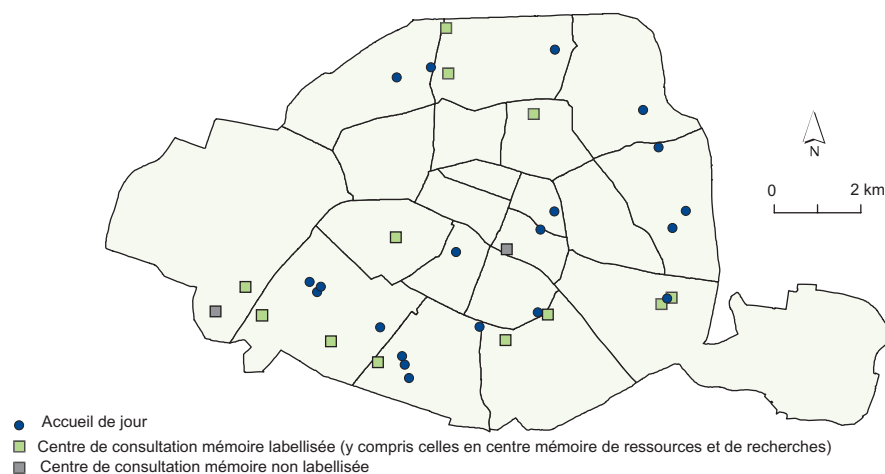 N
0 2 km
Accueil de jour
Centre de consultation mémoire labellisée (y compris celles en centre mémoire de ressources et de recherches)
Centre de consultation mémoire non labellisée